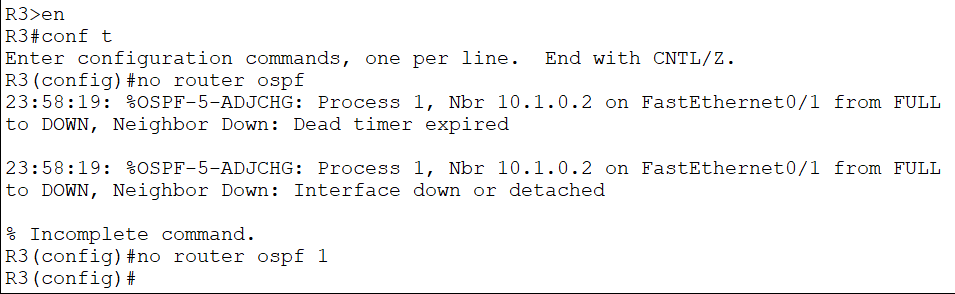 R3>en
R3#conf t
Enter configuration commands, one per line.  End with CNTL/Z.
R3(config)#no router ospf
23:58:19: %OSPF-5-ADJCHG: Process 1, Nbr 10.1.0.2 on FastEthernet0/1 from FULL
to DOWN, Neighbor Down: Dead timer expired
23:58:19: %OSPF-5-ADJCHG: Process 1, Nbr 10.1.0.2 on FastEthernet0/1 from FULL
to DOWN, Neighbor Down: Interface down or detached
% Incomplete command.
R3(config)#no router ospf 1
R3(config)#